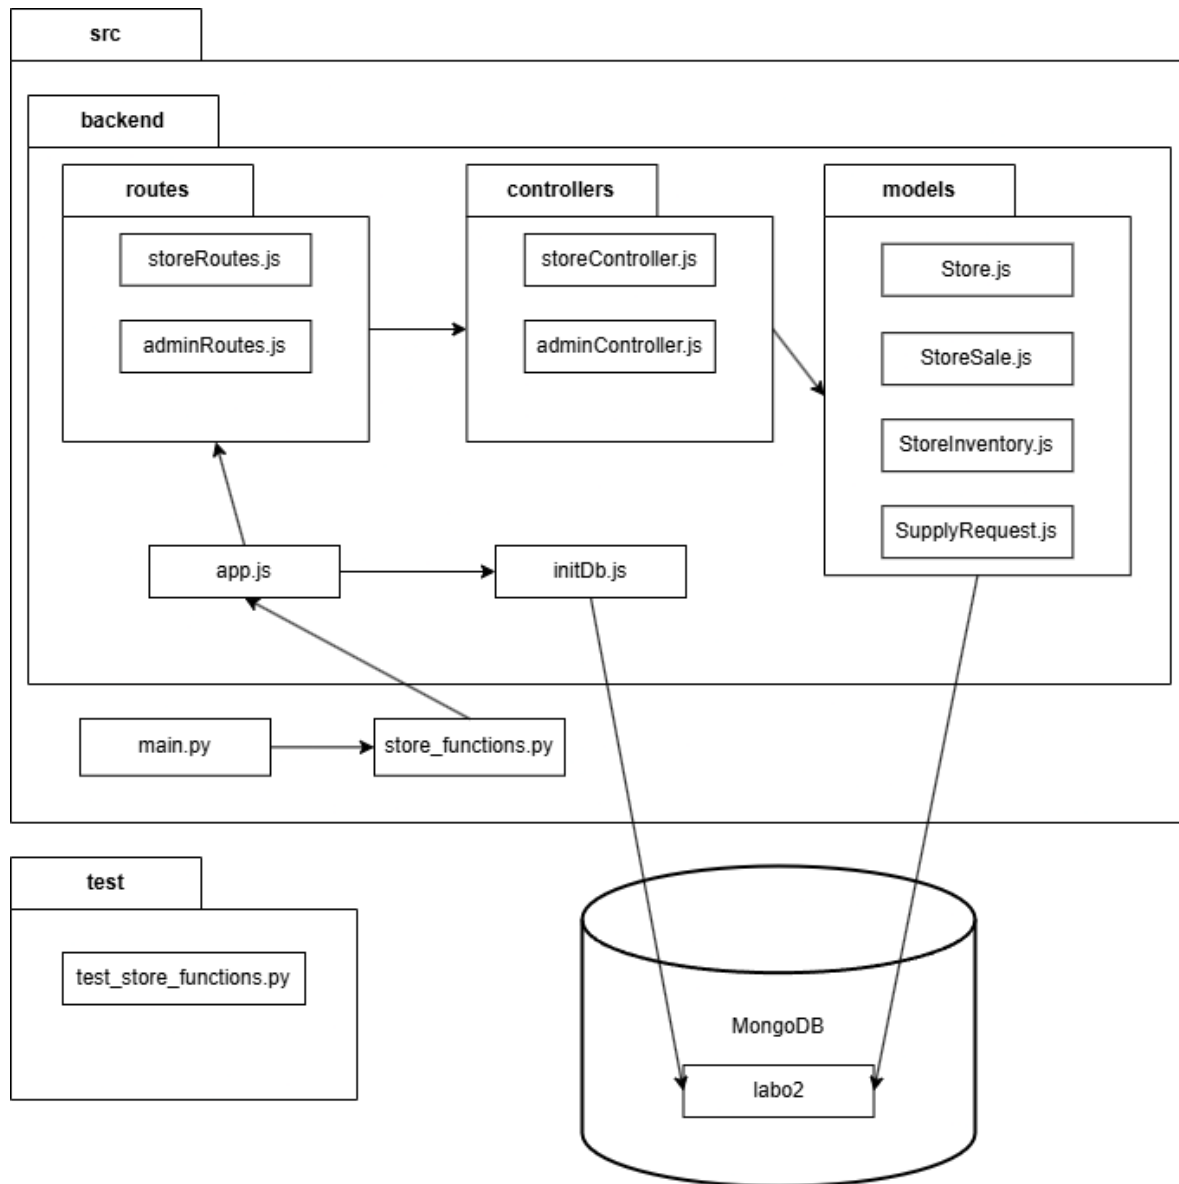 src
backend
routes
controllers
models
storeRoutes.js
storeController.js
Store.js
adminRoutes.js
adminController.js
StoreSale.js
StoreInventory.js
SupplyRequest.js
app.js
initDb.js
main.py
store_functions.py
test
test_store_functions.py
MongoDB
labo2